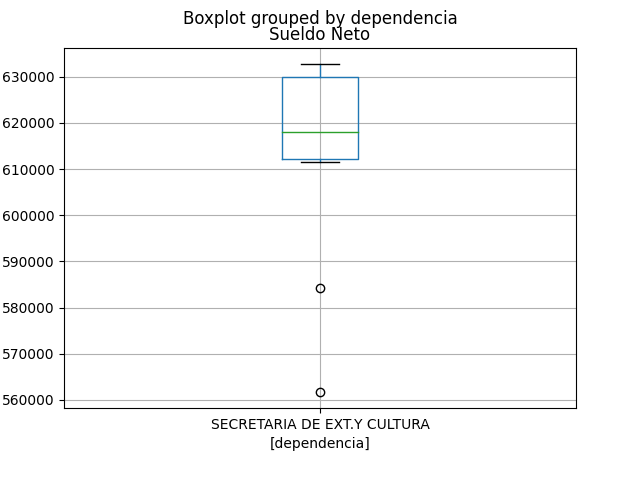 Boxplot grouped by dependencia
Sueldo Neto
630000
620000
610000
600000
590000
580000
570000
560000
SECRETARIA DE EXT.Y CULTURA
[dependencia]